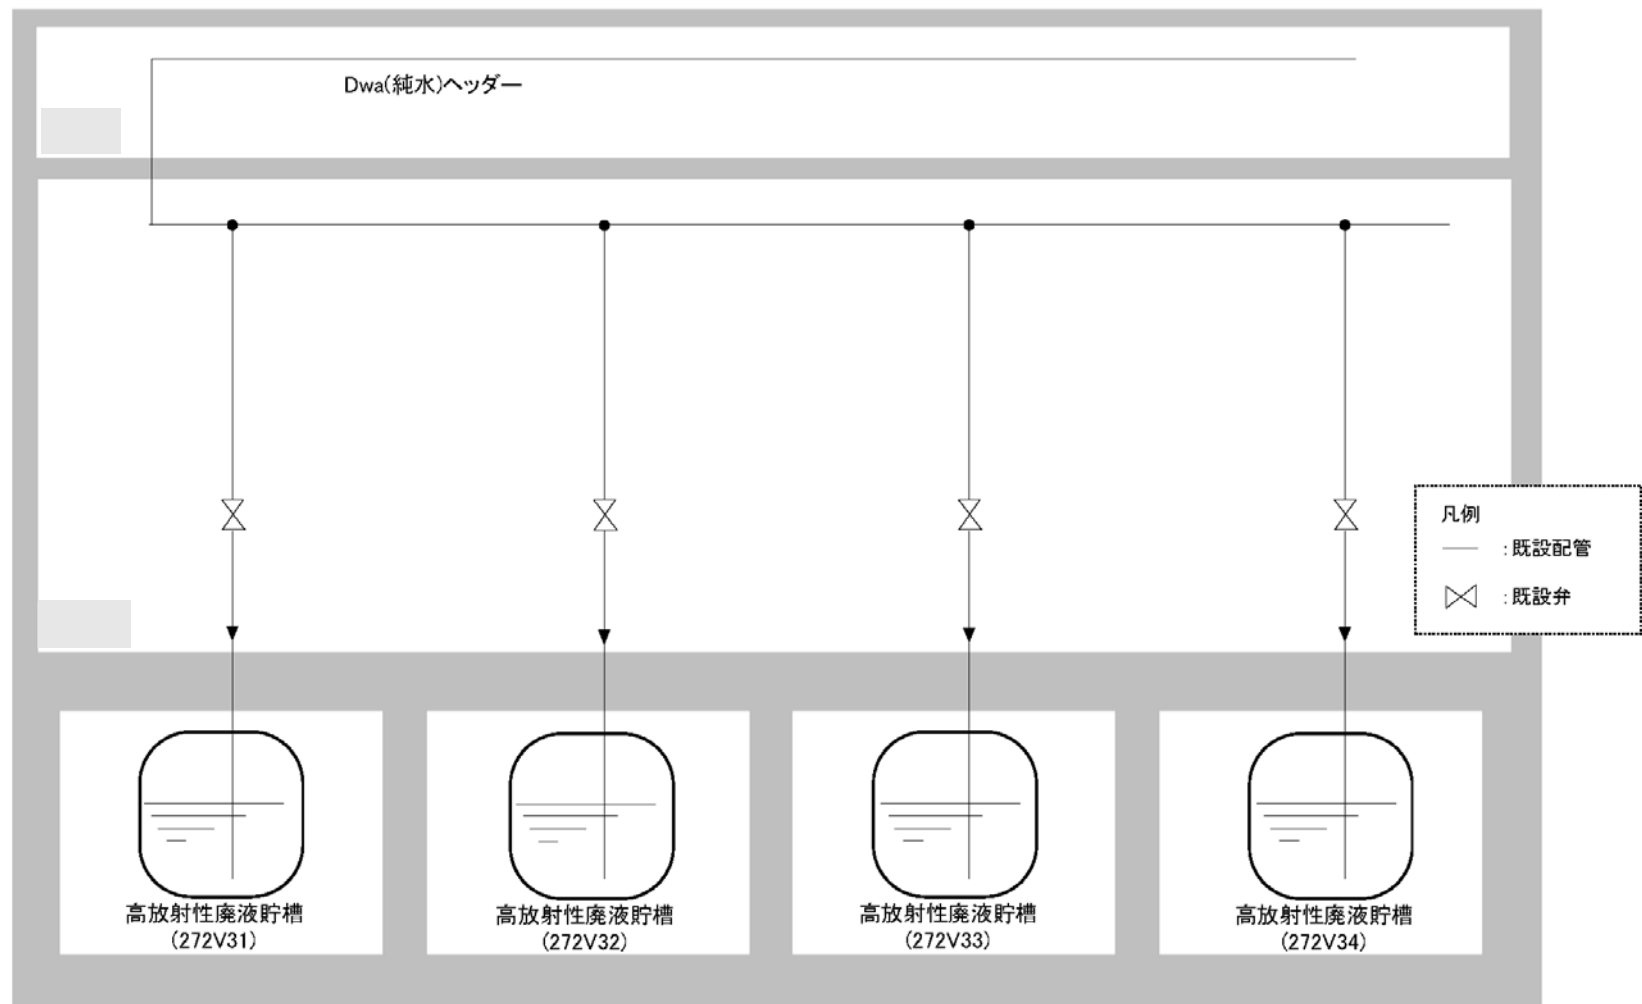 Dwa(純水)ヘッダー
凡例
:既設配管
:既設弁
高放射性廃液貯槽
(272V31)
高放射性廃液貯槽
(272V32)
高放射性廃液貯槽
(272V33)
高放射性廃液貯槽
(272V34)